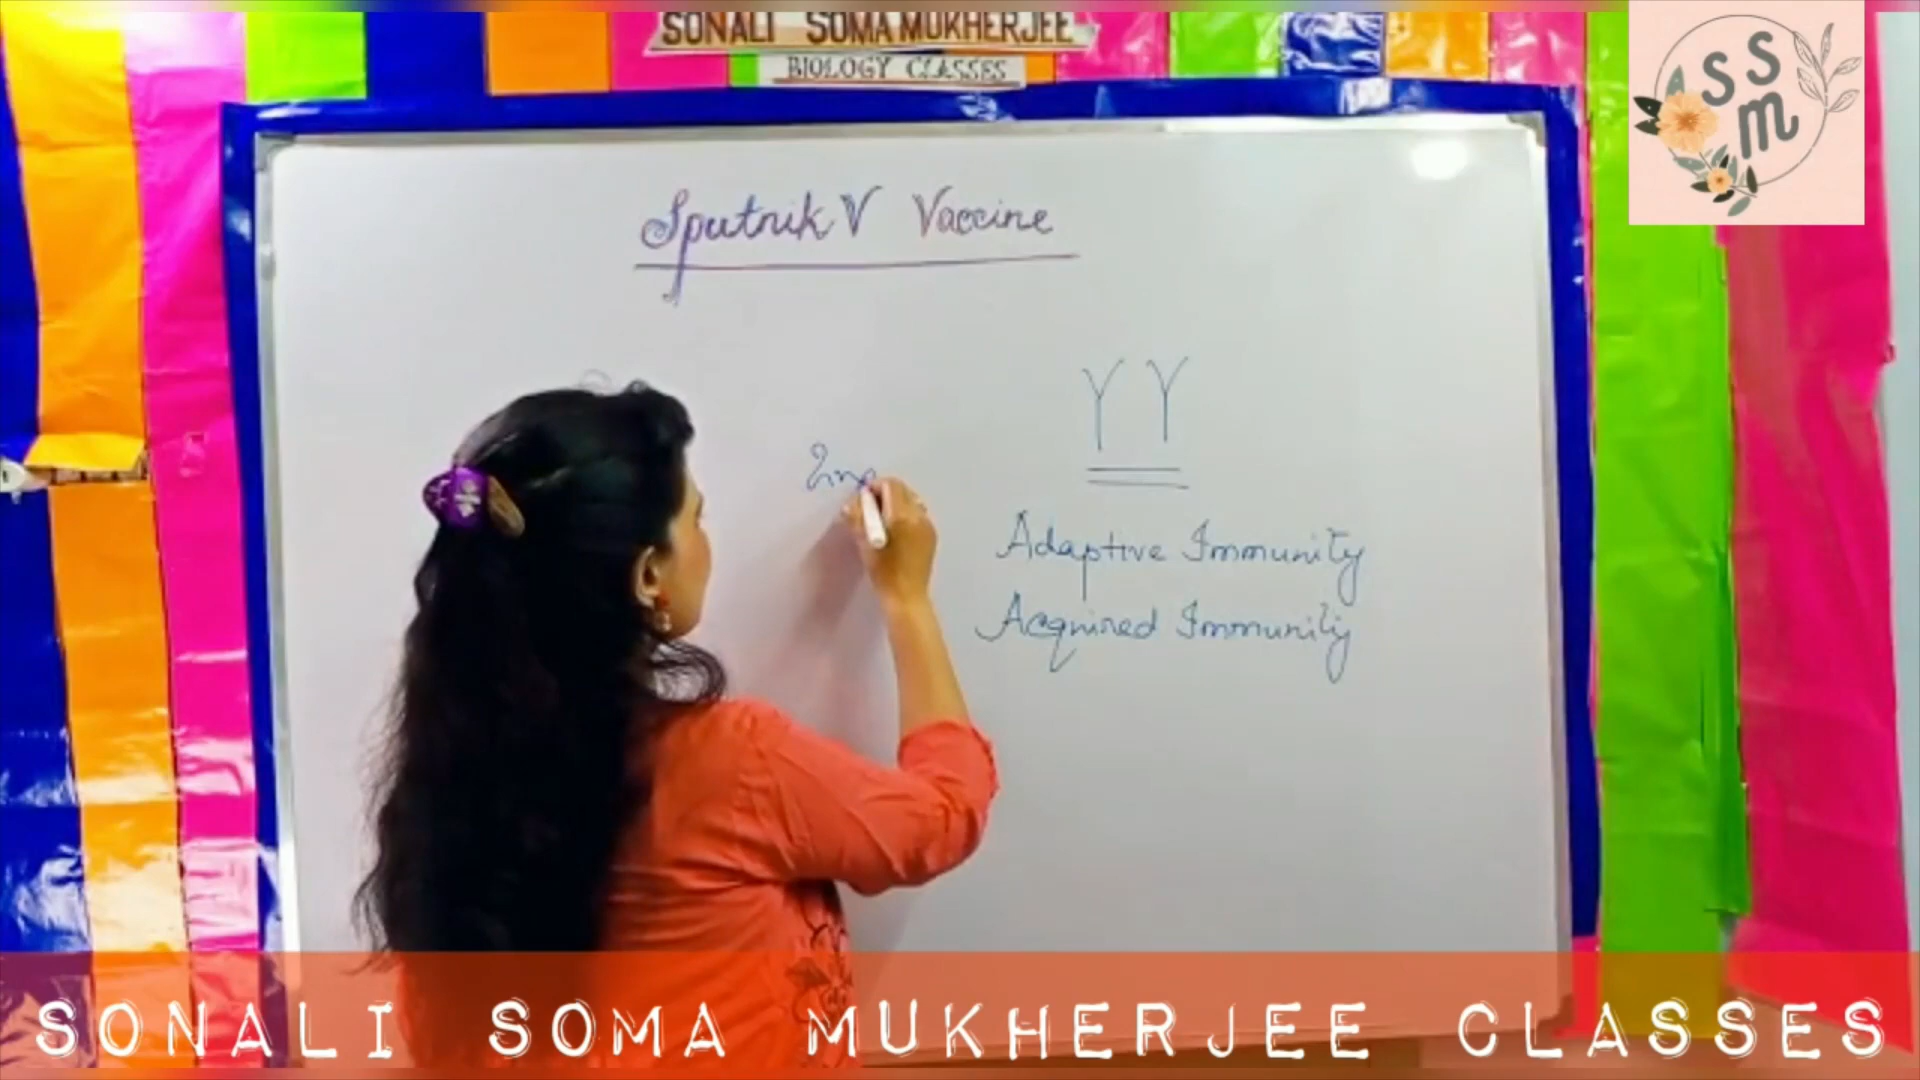 SONALI SOMA MUKHERJEE
BIOLOGY CLASSES
SSM
Sputnik V Vaccine
Adaptive Immunity
Acquired Immunity
SONALI SOMA MUKHERJEE CLASSES